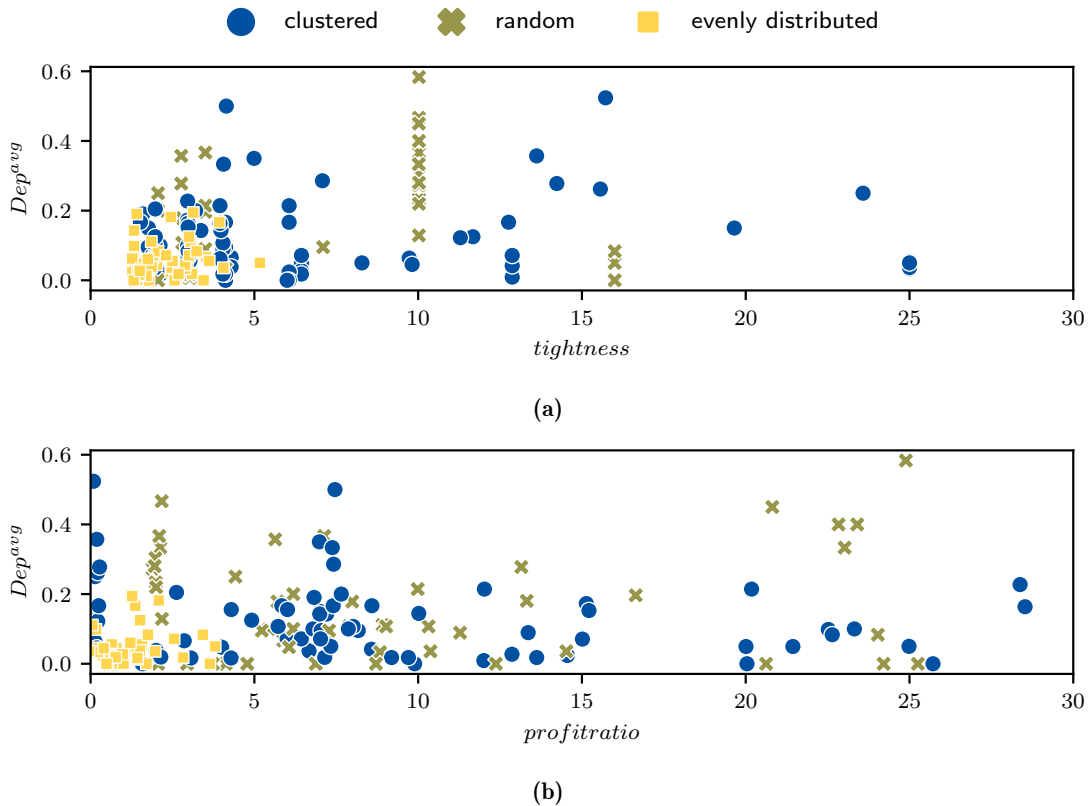 clustered random evenly distributed
0.6
0.4
0.2
0.0
Dep^avg
0 5 10 15 20 25 30
tightness
(a)
0.6
0.4
0.2
0.0
Dep^avg
0 5 10 15 20 25 30
profitratio
(b)